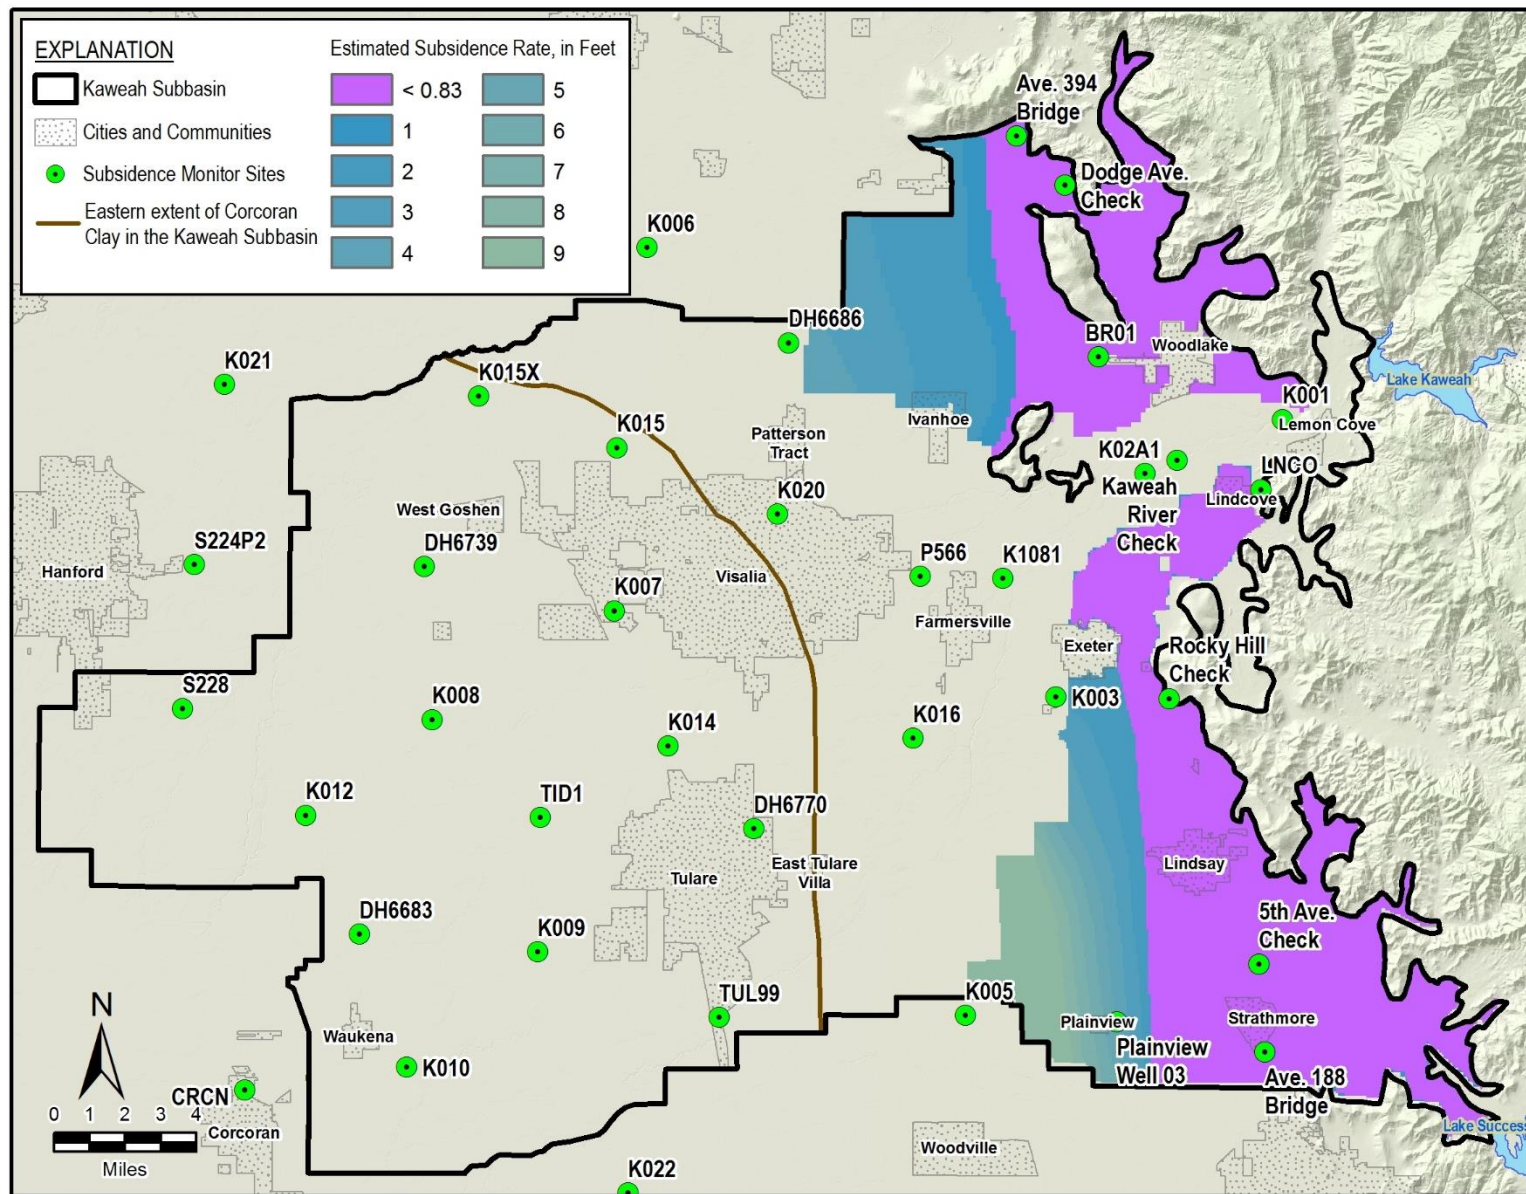 EXPLANATION
Kaweah Subbasin
Cities and Communities
Subsidence Monitor Sites
Eastern extent of Corcoran
Clay in the Kaweah Subbasin
Estimated Subsidence Rate, in Feet
< 0.83
1
2
3
4
5
6
7
8
9
Ave. 394
Bridge
Dodge Ave.
Check
K006
DH6686
BR01
Woodlake
Lake Kaweah
K021
K015X
K001
Lemon Cove
K015
Patterson
Tract
Ivanhoe
K02A1
LNCO
Kaweah
River
Check
Lindcove
K020
West Goshen
S224P2
DH6739
Hanford
K007
Visalia
P566
K1081
Farmersville
Exeter
Rocky Hill
Check
S228
K008
K003
K014
K016
K012
TID1
DH6770
East Tulare
Villa
Tulare
Lindsay
DH6683
K009
5th Ave.
Check
TUL99
K005
Plainview
Strathmore
Plainview
Well 03
Ave. 188
Bridge
Waukena
K010
N
CRCN
Corcoran
0 1 2 3 4
Miles
Woodville
Lake Success
K022